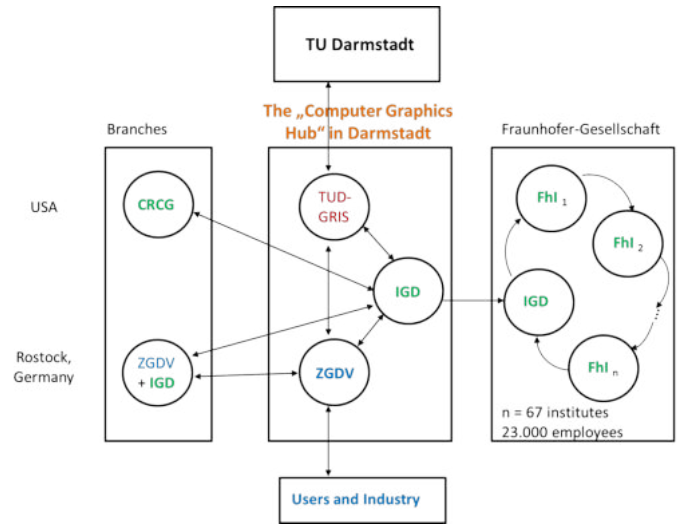 TU Darmstadt
The „Computer Graphics
Hub“ in Darmstadt
Branches
Fraunhofer-Gesellschaft
USA
CRCG
TUD-
GRIS
FhI 1
FhI 2
IGD
IGD
Rostock,
Germany
ZGDV
+ IGD
ZGDV
FhI n
n = 67 institutes
23.000 employees
Users and Industry